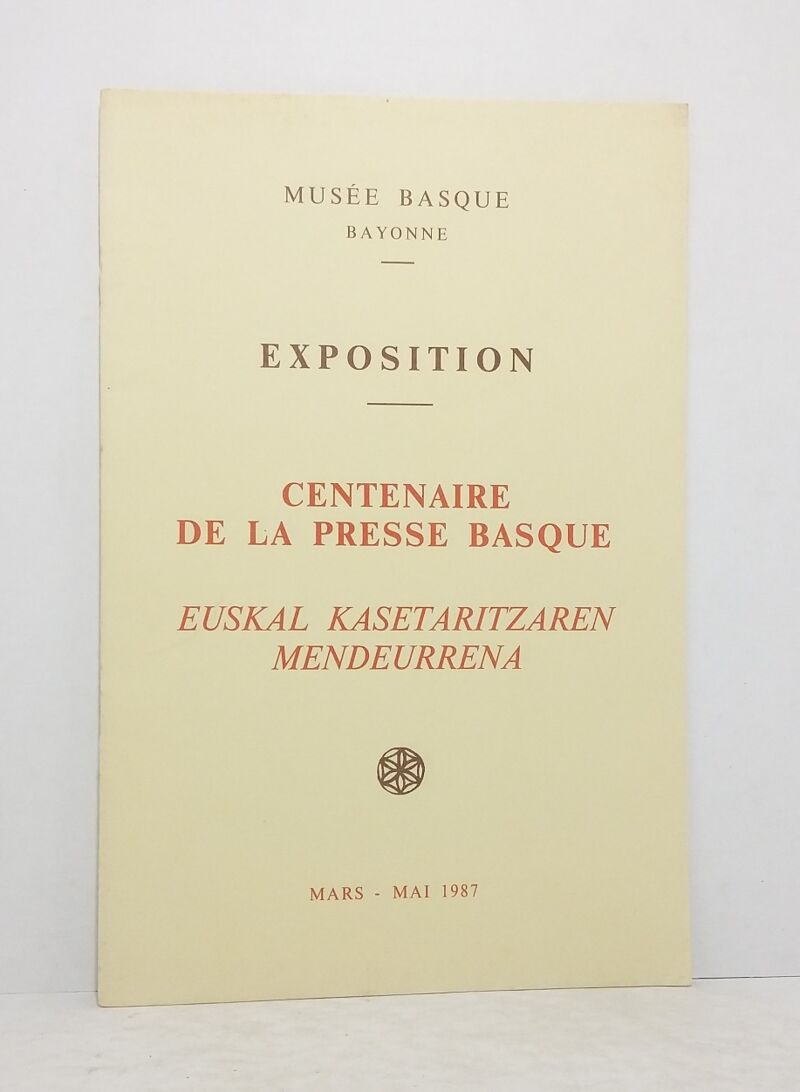 MUSÉE BASQUE
BAYONNE
EXPOSITION
CENTENAIRE
DE LA PRESSE BASQUE
EUSKAL KASETARITZAREN
MENDEURRENA
MARS - MAI 1987